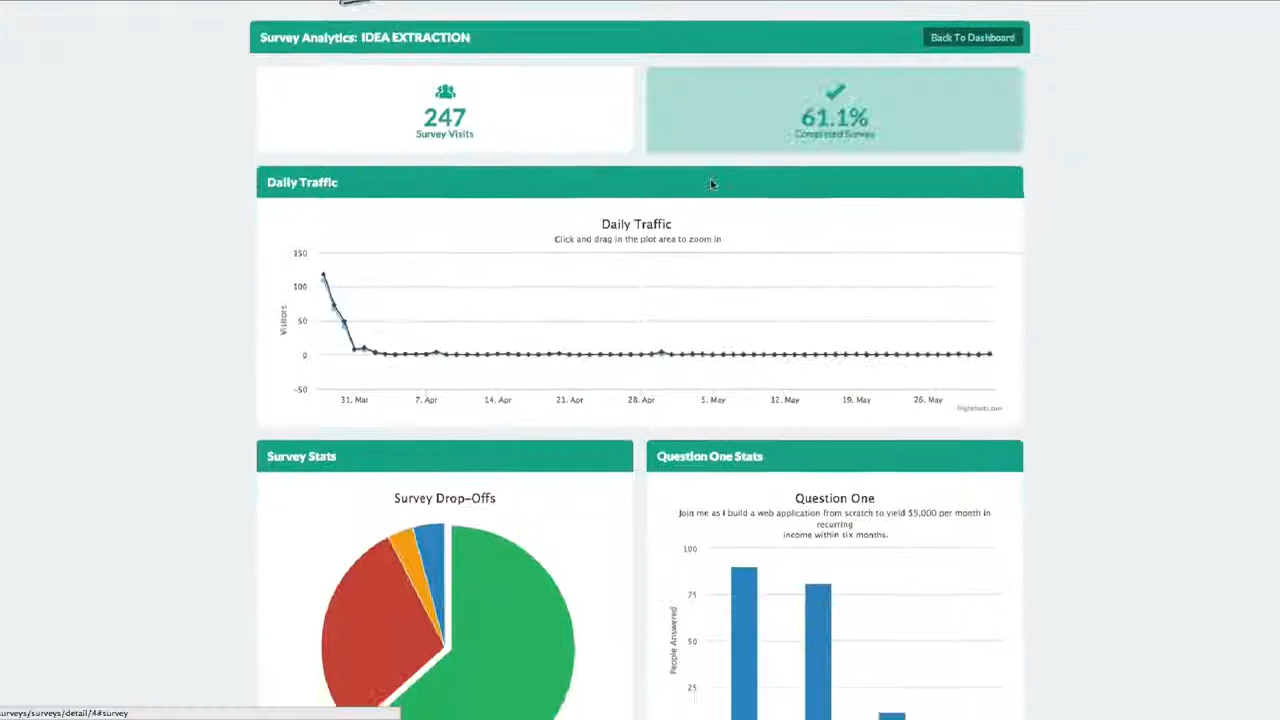 Survey Analytics: IDEA EXTRACTION
Back To Dashboard
247
Survey Visits
61.1%
Completed Survey
Daily Traffic
Daily Traffic
Click and drag in the plot area to zoom in
Visitors
150
100
50
0
-50
31. Mar
7. Apr
14. Apr
21. Apr
28. Apr
5. May
12. May
19. May
26. May
Highcharts.com
Survey Stats
Survey Drop-Offs
Question One Stats
Question One
Join me as I build a web application from scratch to yield $5,000 per month in
recurring
income within six months.
People Answered
100
75
50
25
urveys/surveys/detail/4#survey